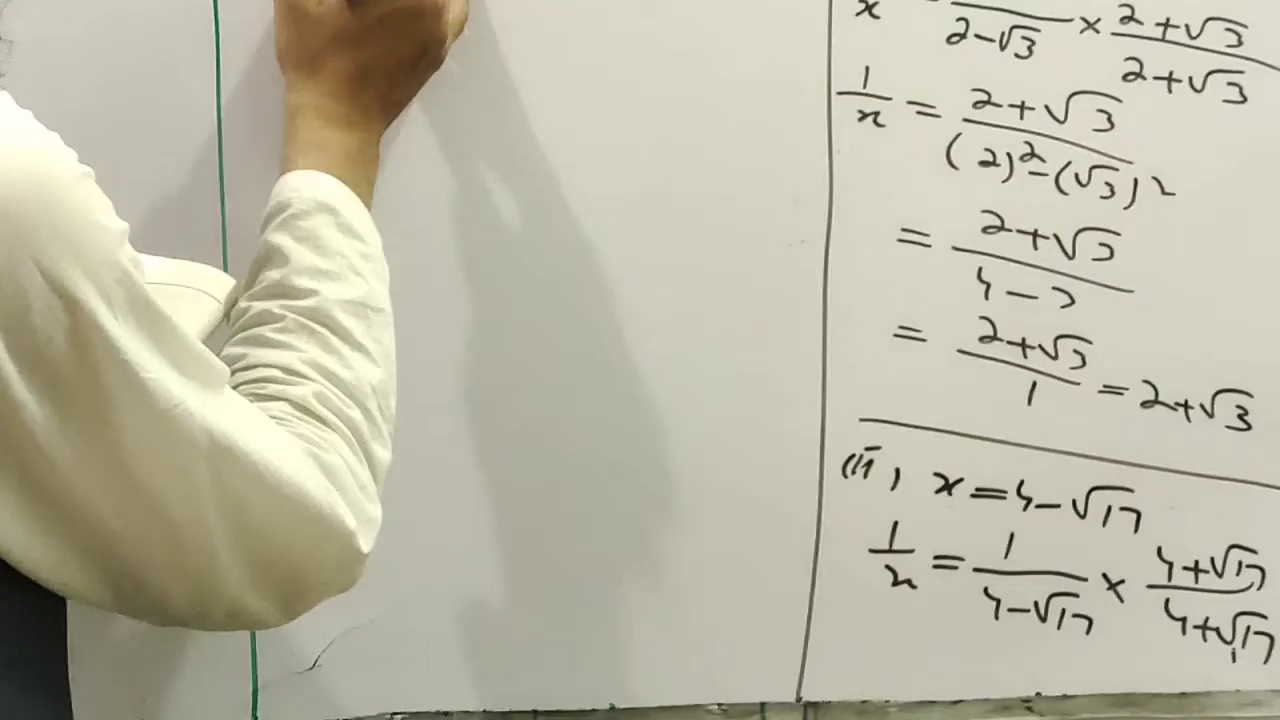 x 2-√3 × 2+√3 / 2+√3
1/x = 2+√3 / (2)²-(√3)²
= 2+√3 / 4-3
= 2+√3 / 1 = 2+√3
(ii) x = 4-√17
1/x = 1 / 4-√17 × 4+√17 / 4+√17